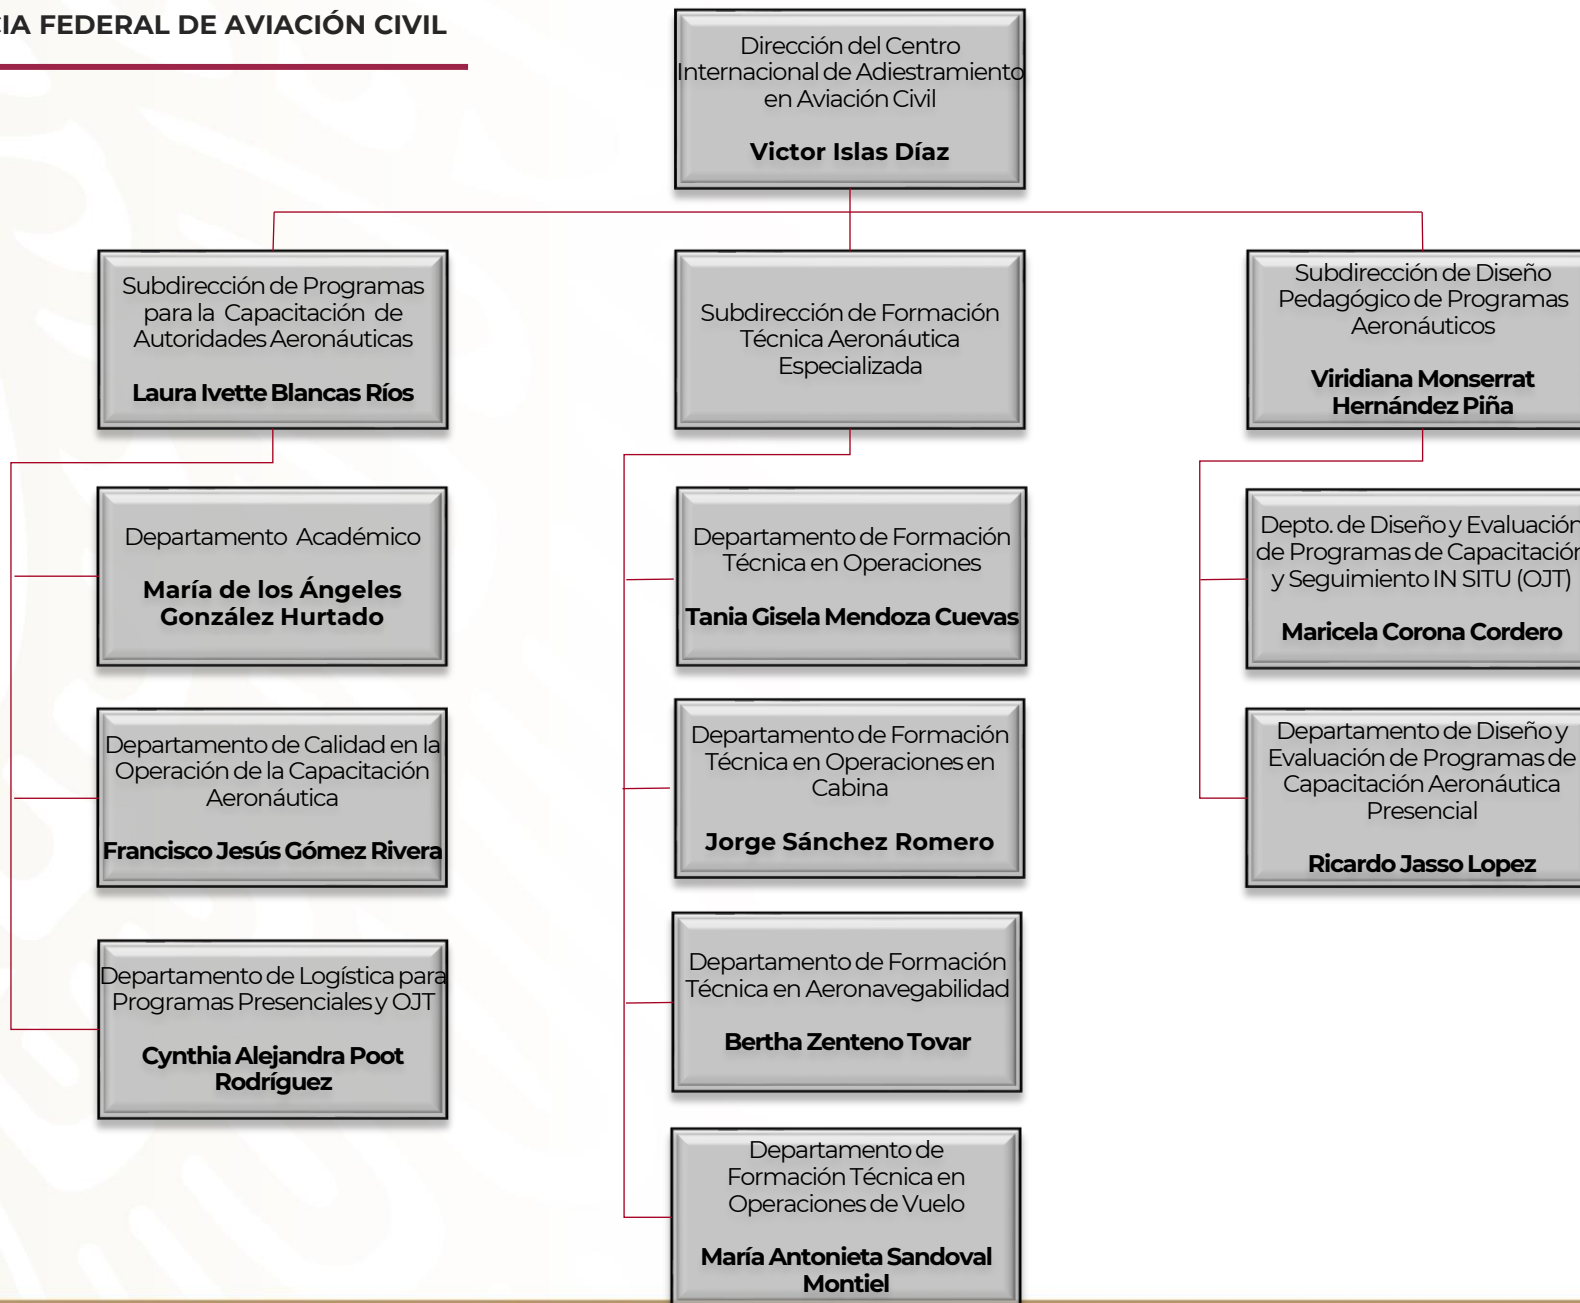 CIA FEDERAL DE AVIACIÓN CIVIL
Dirección del Centro
Internacional de Adiestramiento
en Aviación Civil
Victor Islas Díaz
Subdirección de Programas
para la Capacitación de
Autoridades Aeronáuticas
Laura Ivette Blancas Ríos
Subdirección de Formación
Técnica Aeronáutica
Especializada
Subdirección de Diseño
Pedagógico de Programas
Aeronáuticos
Viridiana Monserrat
Hernández Piña
Departamento Académico
María de los Ángeles
González Hurtado
Departamento de Calidad en la
Operación de la Capacitación
Aeronáutica
Francisco Jesús Gómez Rivera
Departamento de Logística para
Programas Presenciales y OJT
Cynthia Alejandra Poot
Rodríguez
Departamento de Formación
Técnica en Operaciones
Tania Gisela Mendoza Cuevas
Departamento de Formación
Técnica en Operaciones en
Cabina
Jorge Sánchez Romero
Departamento de Formación
Técnica en Aeronavegabilidad
Bertha Zenteno Tovar
Departamento de
Formación Técnica en
Operaciones de Vuelo
María Antonieta Sandoval
Montiel
Depto. de Diseño y Evaluación
de Programas de Capacitación
y Seguimiento IN SITU (OJT)
Maricela Corona Cordero
Departamento de Diseño y
Evaluación de Programas de
Capacitación Aeronáutica
Presencial
Ricardo Jasso Lopez